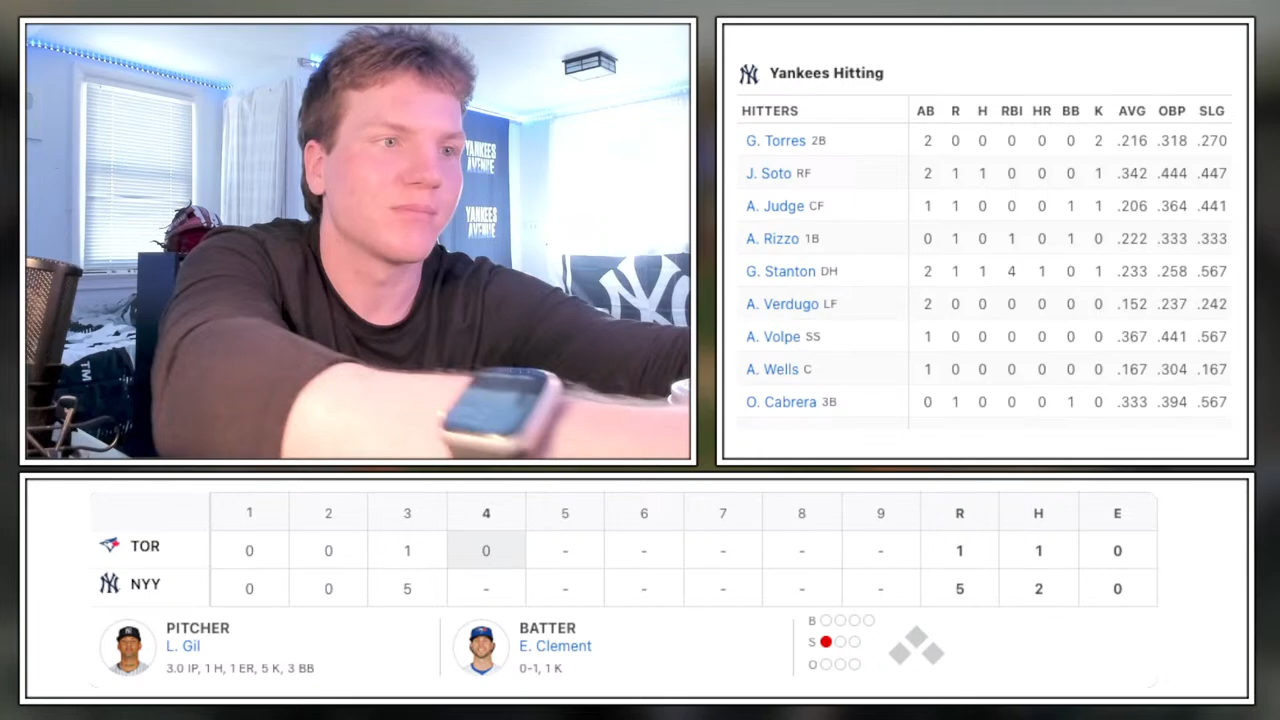 YANKEES
AVENUE
YANKEES
AVENUE
TM
Yankees Hitting
HITTERS AB R H RBI HR BB K AVG OBP SLG
G. Torres 2B 2 0 0 0 0 2 .216 .318 .270
J. Soto RF 2 1 1 0 0 0 1 .342 .444 .447
A. Judge CF 1 0 0 0 1 1 .206 .364 .441
A. Rizzo 1B 0 0 1 0 1 0 .222 .333 .333
G. Stanton DH 2 1 1 4 1 0 1 .233 .258 .567
A. Verdugo LF 2 0 0 0 0 0 0 .152 .237 .242
A. Volpe SS 1 0 0 0 0 0 0 .367 .441 .567
A. Wells C 1 0 0 0 0 0 0 .167 .304 .167
O. Cabrera 3B 0 1 0 0 0 1 0 .333 .394 .567
1 2 3 4 5 6 7 8 9 R H E
TOR 0 0 1 0 - - - - - 1 1 0
NYY 0 0 5 - - - - - - 5 2 0
PITCHER
L. Gil
3.0 IP, 1 H, 1 ER, 5 K, 3 BB
BATTER
E. Clement
0-1, 1 K
B
S
O